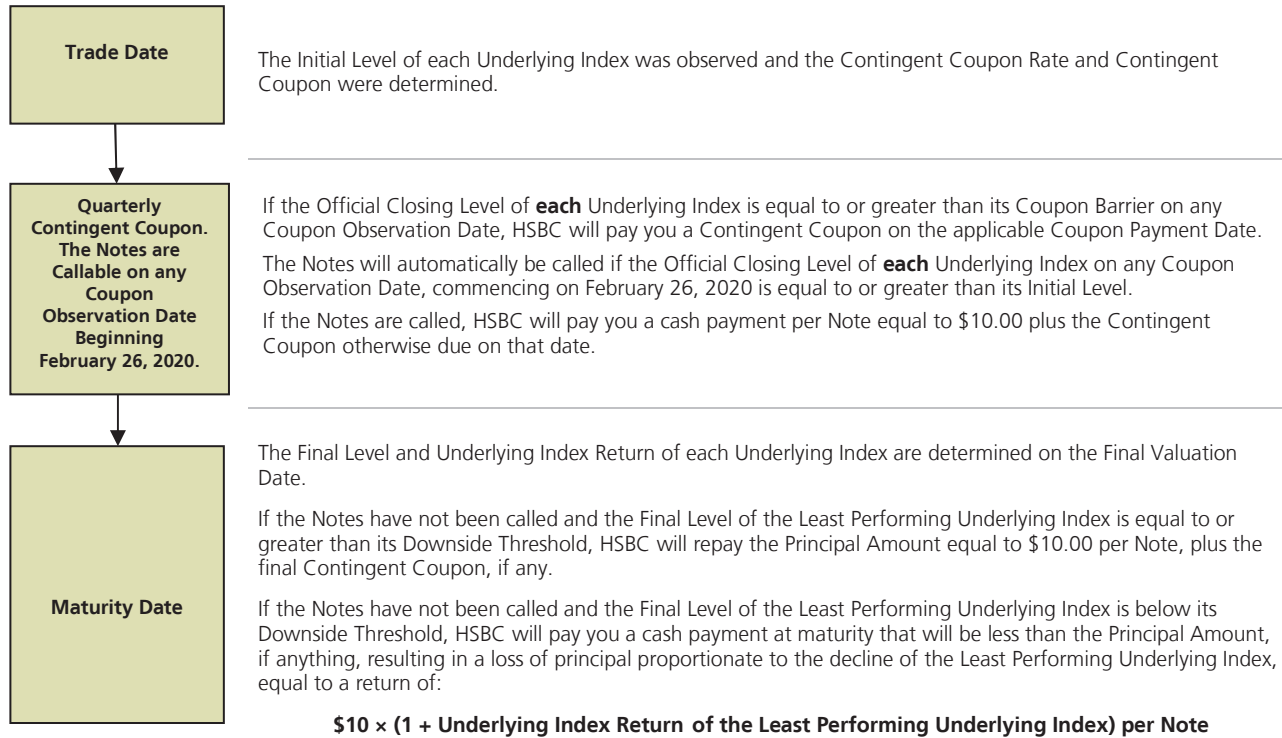 Trade Date
The Initial Level of each Underlying Index was observed and the Contingent Coupon Rate and Contingent
Coupon were determined.
Quarterly
Contingent Coupon.
The Notes are
Callable on any
Coupon
Observation Date
Beginning
February 26, 2020.
If the Official Closing Level of each Underlying Index is equal to or greater than its Coupon Barrier on any
Coupon Observation Date, HSBC will pay you a Contingent Coupon on the applicable Coupon Payment Date.
The Notes will automatically be called if the Official Closing Level of each Underlying Index on any Coupon
Observation Date, commencing on February 26, 2020 is equal to or greater than its Initial Level.
If the Notes are called, HSBC will pay you a cash payment per Note equal to $10.00 plus the Contingent
Coupon otherwise due on that date.
Maturity Date
The Final Level and Underlying Index Return of each Underlying Index are determined on the Final Valuation
Date.
If the Notes have not been called and the Final Level of the Least Performing Underlying Index is equal to or
greater than its Downside Threshold, HSBC will repay the Principal Amount equal to $10.00 per Note, plus the
final Contingent Coupon, if any.
If the Notes have not been called and the Final Level of the Least Performing Underlying Index is below its
Downside Threshold, HSBC will pay you a cash payment at maturity that will be less than the Principal Amount,
if anything, resulting in a loss of principal proportionate to the decline of the Least Performing Underlying Index,
equal to a return of:
$10 × (1 + Underlying Index Return of the Least Performing Underlying Index) per Note